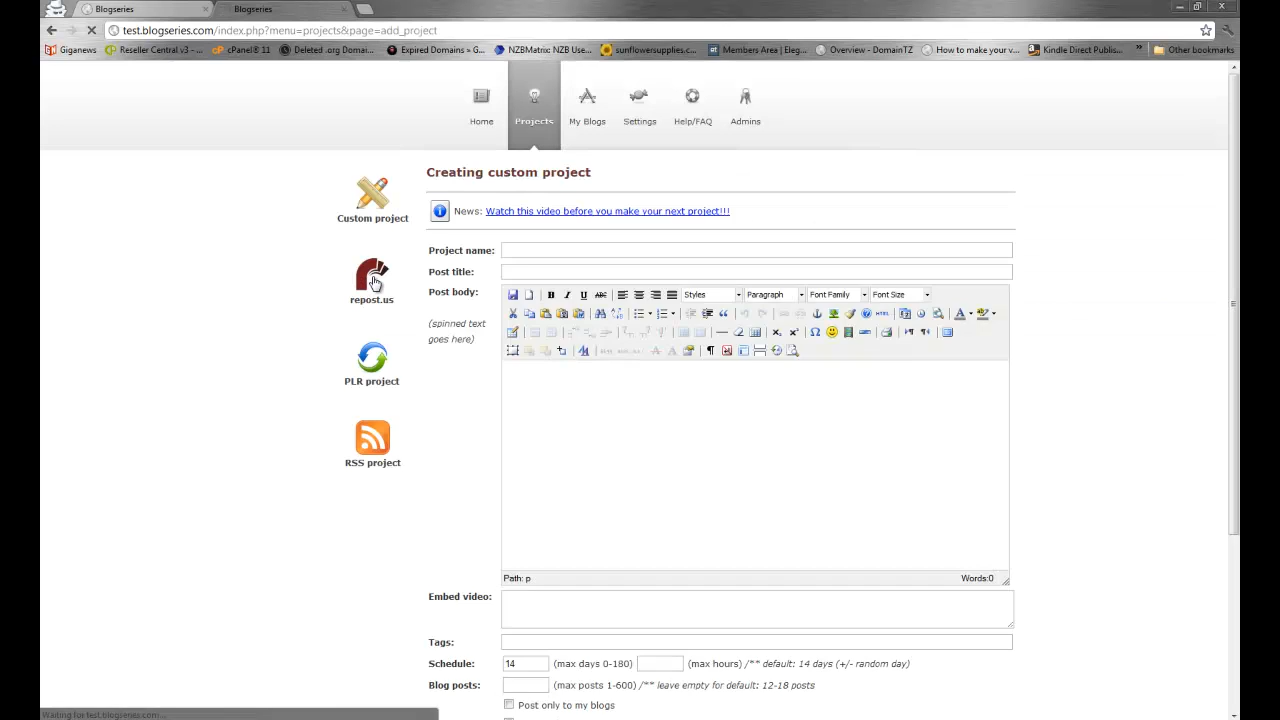 Blogseries
Blogseries
test.blogseries.com/index.php?menu=projects&page=add_project
Giganews
Reseller Central v3 - ...
cPanel® 11
Deleted .org Domai...
Expired Domains » G...
NZBMatrix: NZB Use...
sunflowersupplies.c...
Members Area | Eleg...
Overview - DomainTZ
How to make your v...
Kindle Direct Publis...
»
Other bookmarks
Home
Projects
My Blogs
Settings
Help/FAQ
Admins
Creating custom project
News: Watch this video before you make your next project!!!
Custom project
repost.us
PLR project
RSS project
Project name:
Post title:
Post body:
(spinned text
goes here)
Styles
Paragraph
Font Family
Font Size
HTML
Path: p
Words:0
Embed video:
Tags:
Schedule: 14 (max days 0-180) (max hours) /** default: 14 days (+/- random day)
Blog posts: (max posts 1-600) /** leave empty for default: 12-18 posts
Post only to my blogs
Waiting for test.blogseries.com...